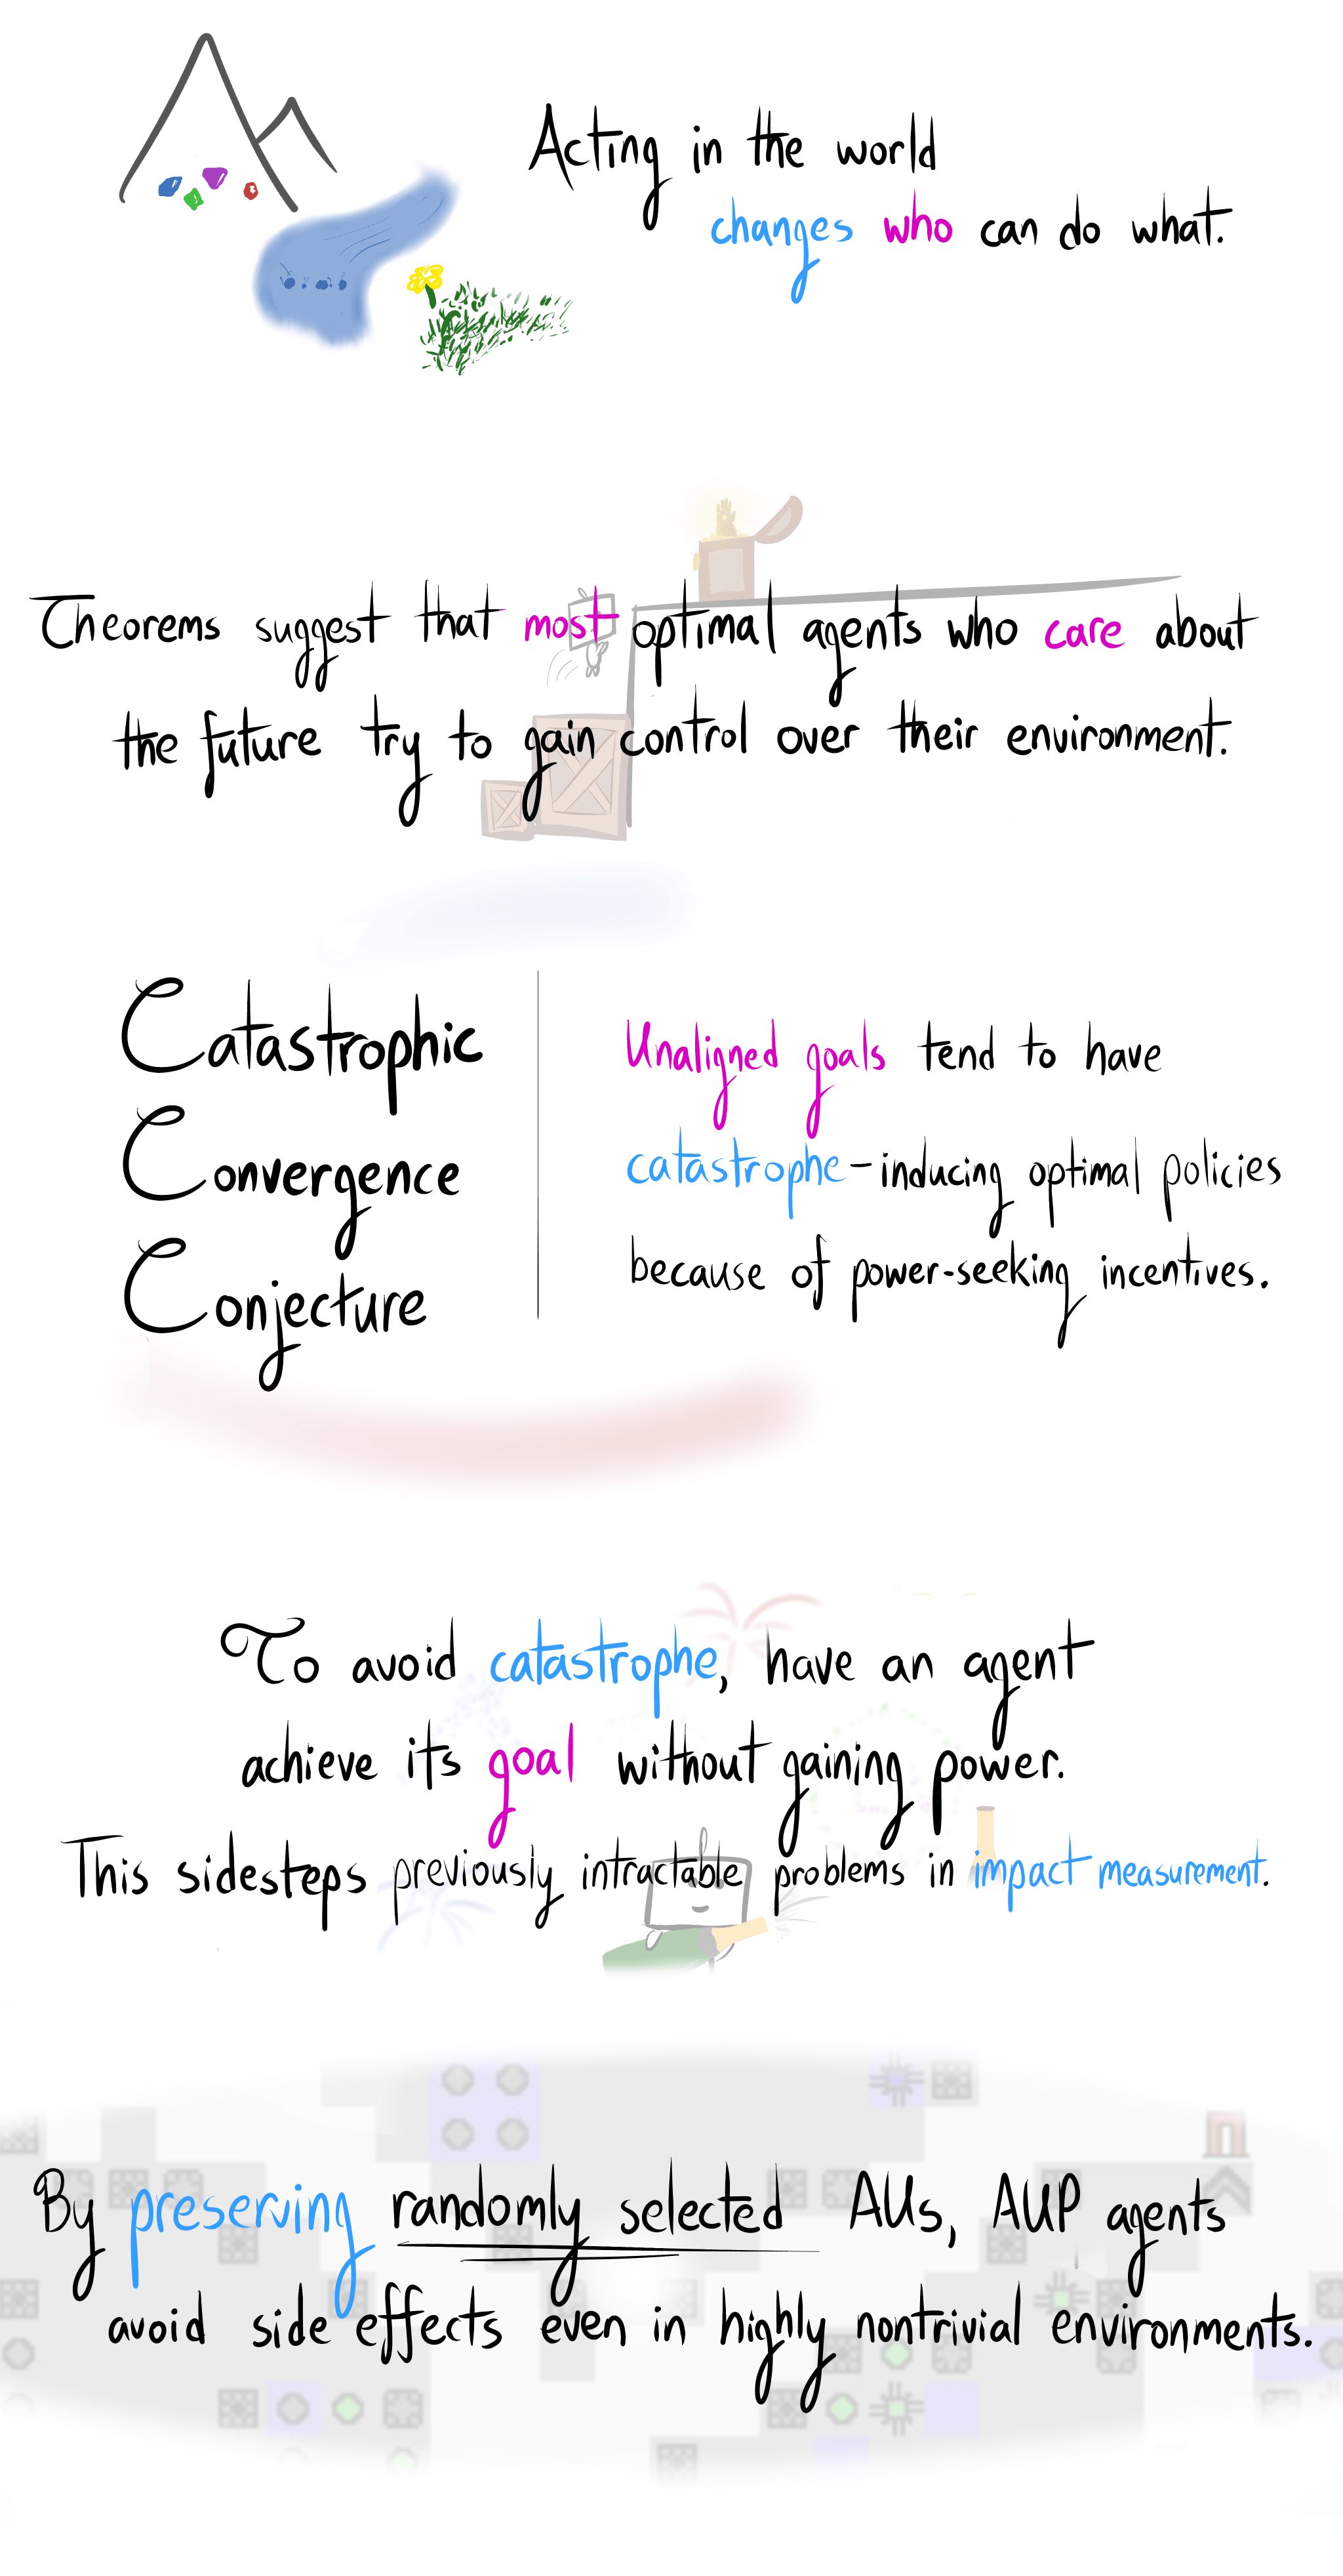 Acting in the world
changes who can do what.
Theorems suggest that most optimal agents who care about
the future try to gain control over their environment.
Catastrophic
Convergence
Conjecture
Unaligned goals tend to have
catastrophe-inducing optimal policies
because of power-seeking incentives.
To avoid catastrophe, have an agent
achieve its goal without gaining power.
This sidesteps previously intractable problems in impact measurement.
By preserving randomly selected AUs, AUP agents
avoid side effects even in highly nontrivial environments.